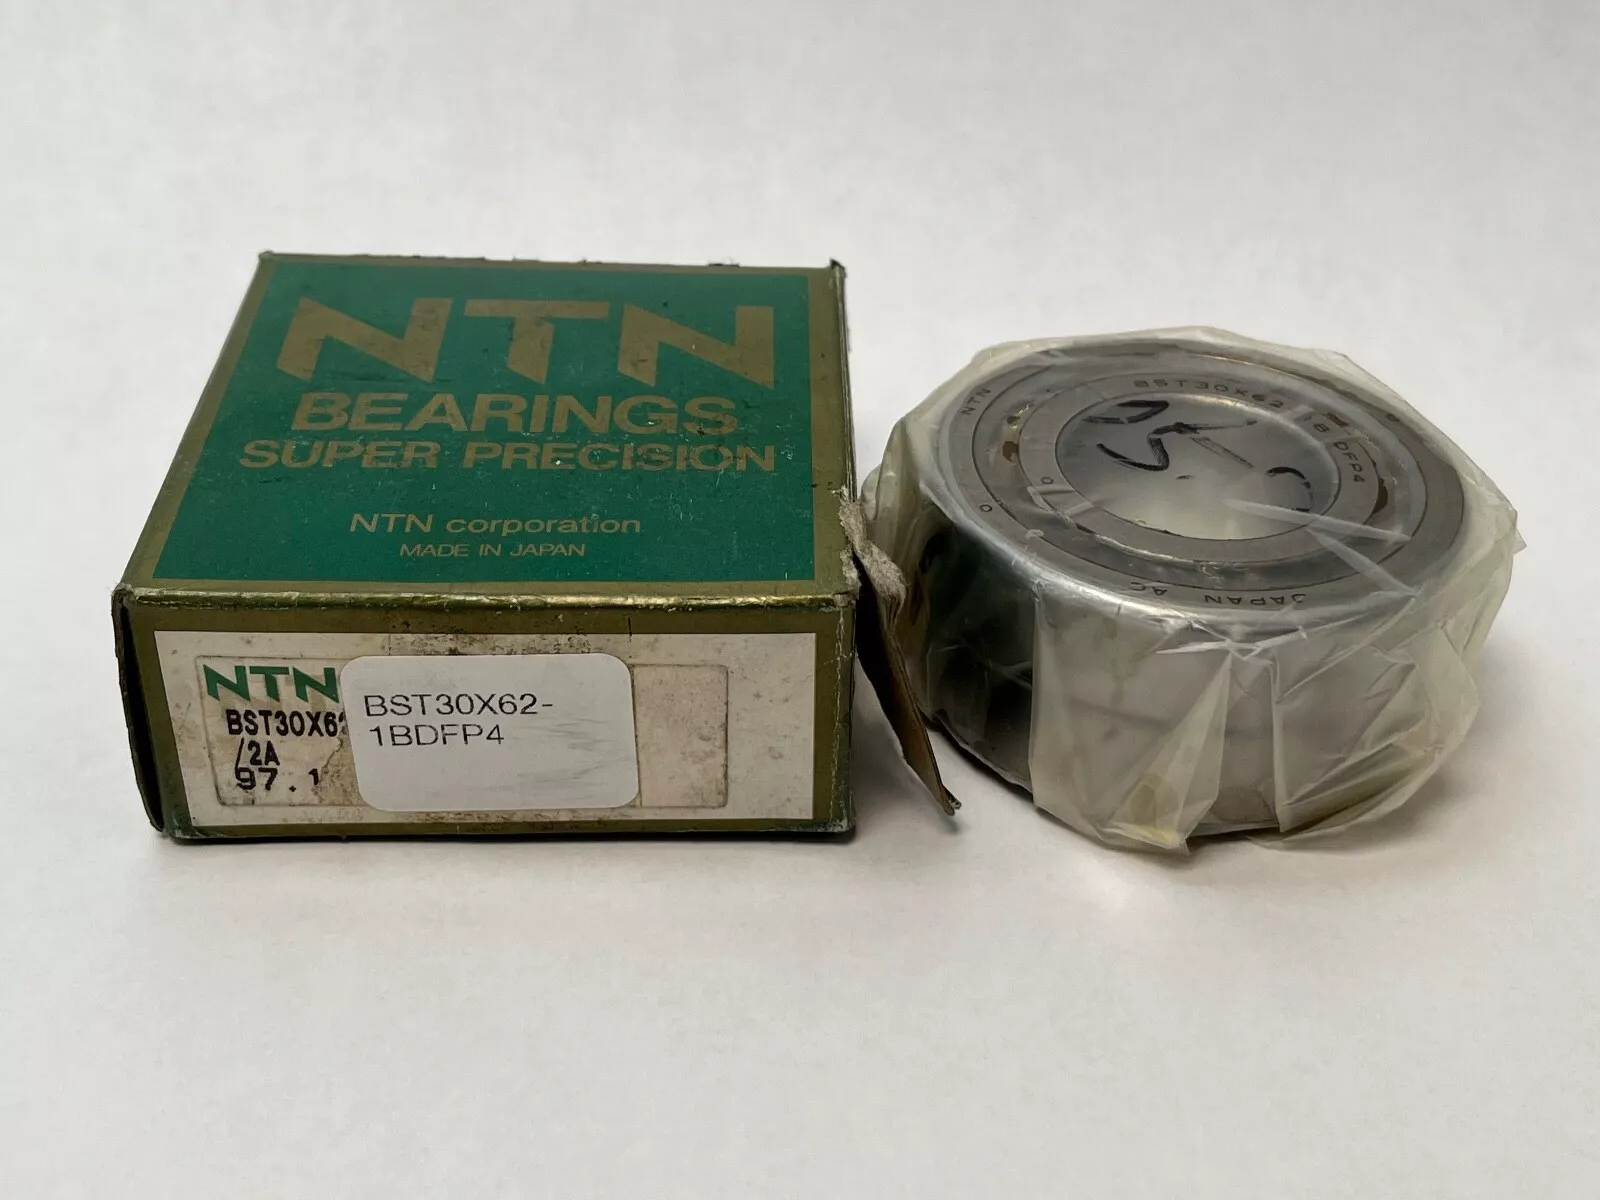 NTN
BEARINGS
SUPER PRECISION
NTN corporation
MADE IN JAPAN
NTN
BST30X62
/2A
97.1
BST30X62-
1BDFP4
NTN
BST30X62 1B DFP4
JAPAN